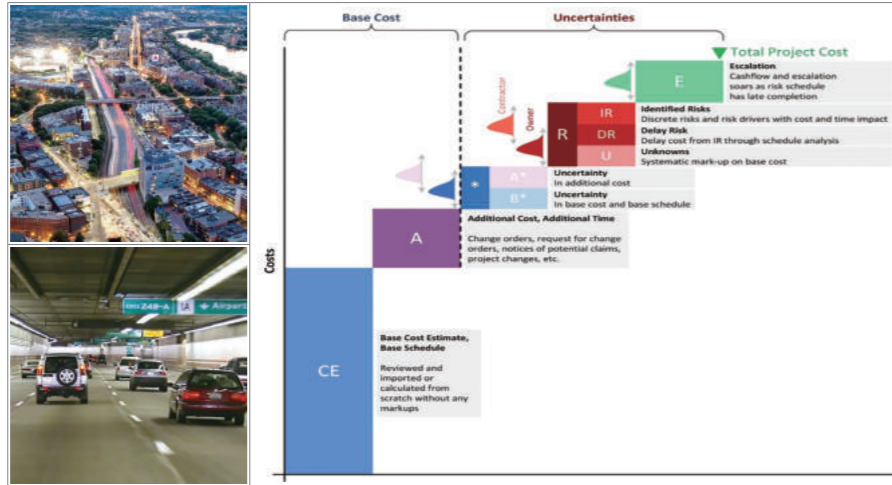 Base Cost
Uncertainties
Total Project Cost
E
Escalation
Cashflow and escalation
soars as risk schedule
has late completion
Contractor
Owner
R
IR
DR
U
Identified Risks
Discrete risks and risk drivers with cost and time impact
Delay Risk
Delay cost from IR through schedule analysis
Unknowns
Systematic mark-up on base cost
*
A*
B*
Uncertainty
In additional cost
Uncertainty
In base cost and base schedule
A
Additional Cost, Additional Time
Change orders, request for change
orders, notices of potential claims,
project changes, etc.
Costs
CE
Base Cost Estimate,
Base Schedule
Reviewed and
imported or
calculated from
scratch without any
markups
1A
Airport